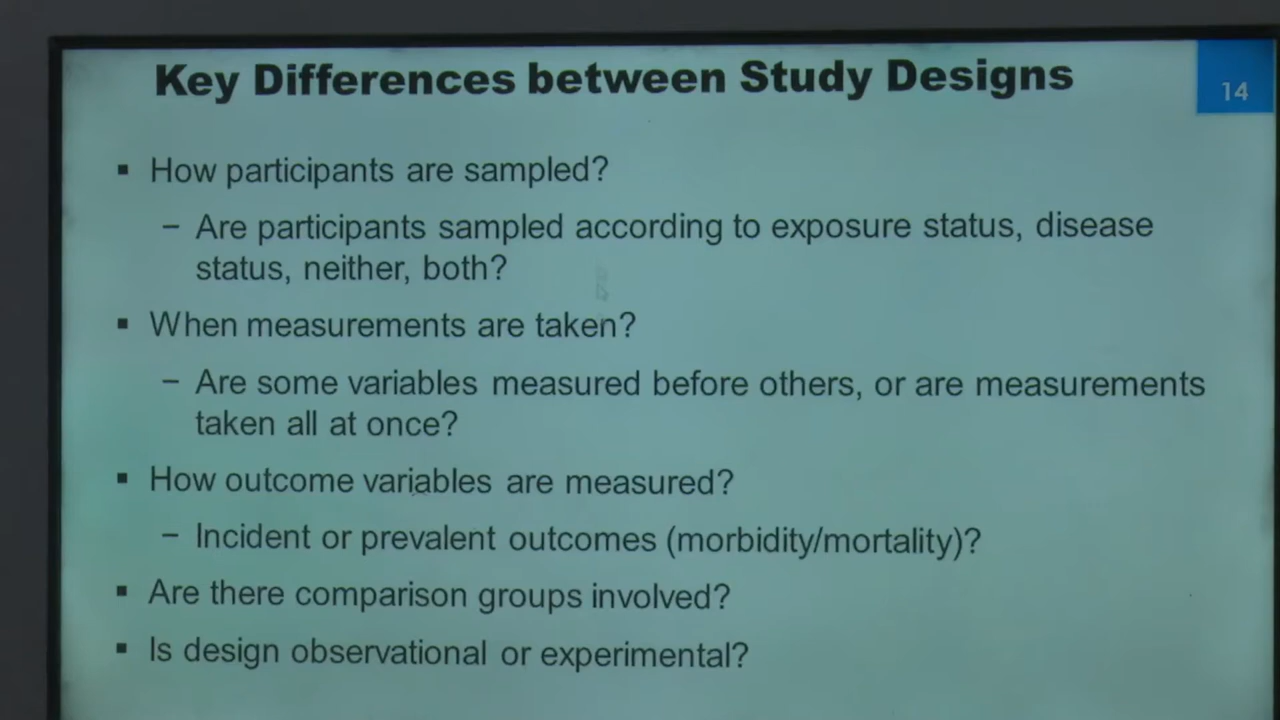 Key Differences between Study Designs
14
▪ How participants are sampled?
– Are participants sampled according to exposure status, disease
status, neither, both?
▪ When measurements are taken?
– Are some variables measured before others, or are measurements
taken all at once?
▪ How outcome variables are measured?
– Incident or prevalent outcomes (morbidity/mortality)?
▪ Are there comparison groups involved?
▪ Is design observational or experimental?